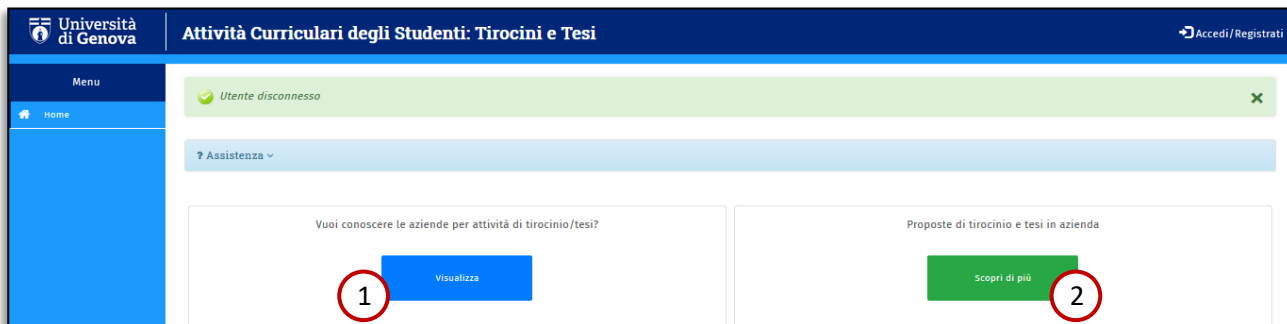 Università
di Genova
Attività Curriculari degli Studenti: Tirocini e Tesi
Accedi/Registrati
Menu
Home
Utente disconnesso
? Assistenza
Vuoi conoscere le aziende per attività di tirocinio/tesi?
Visualizza
1
Proposte di tirocinio e tesi in azienda
Scopri di più
2